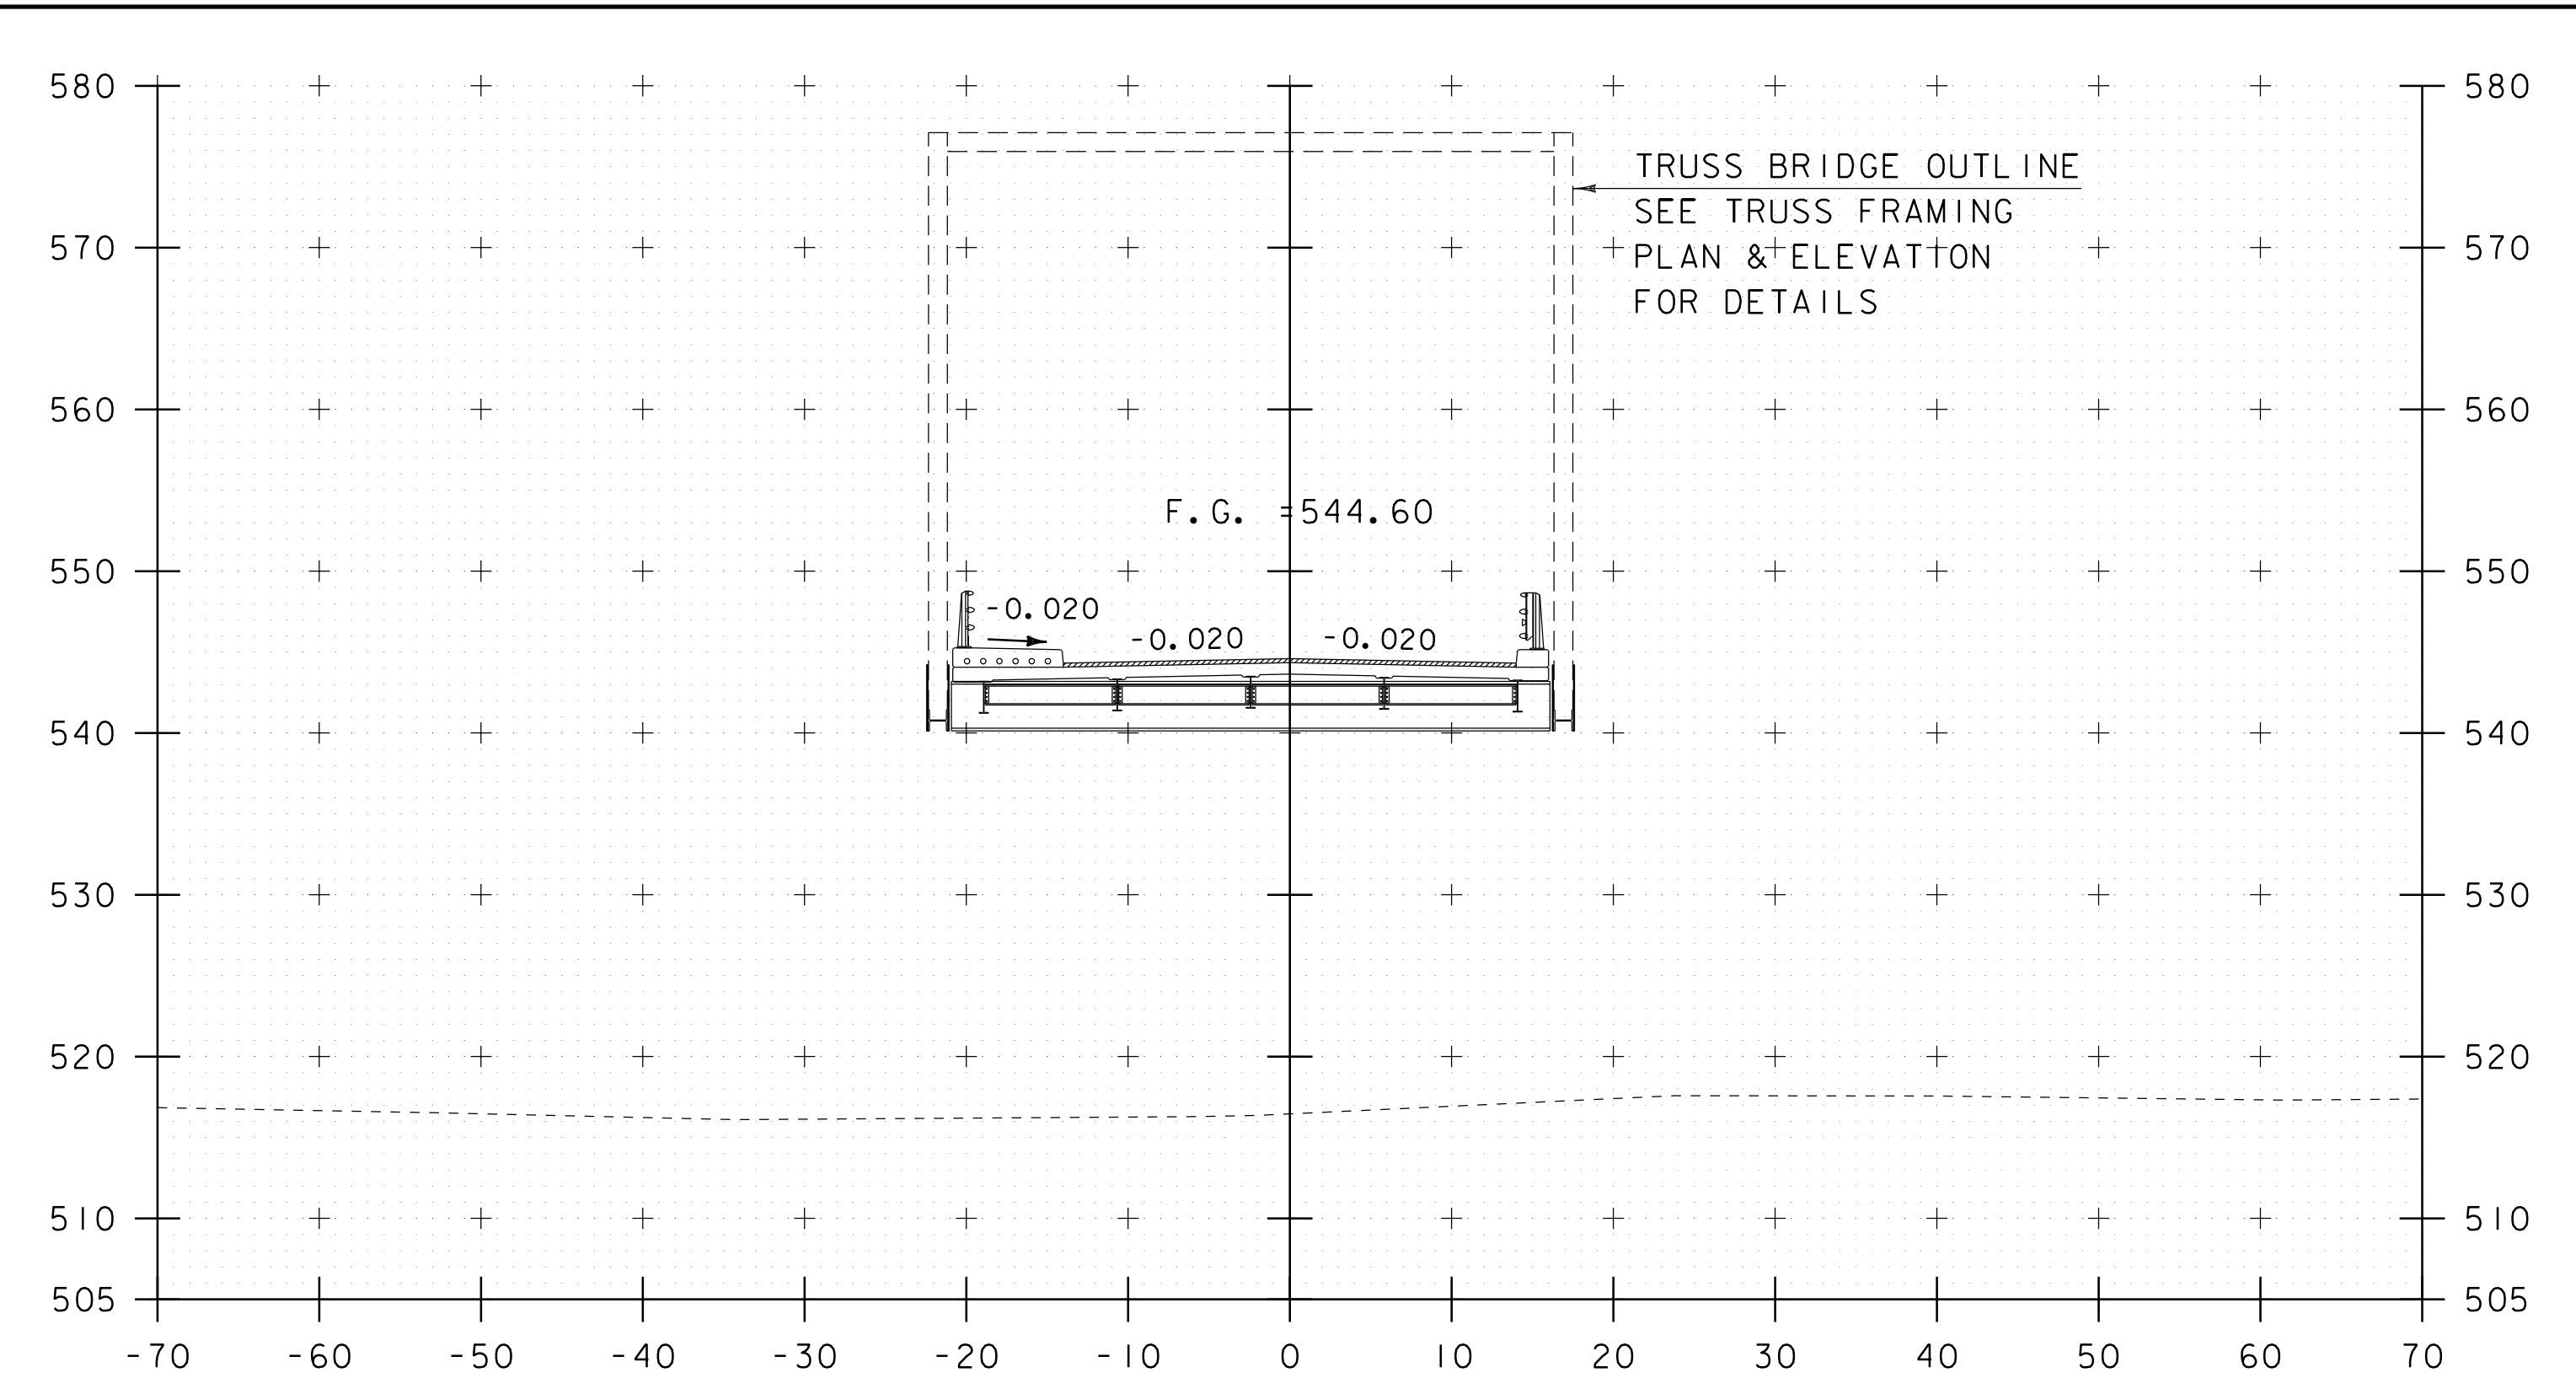 580 580
TRUSS BRIDGE OUTLINE
SEE TRUSS FRAMING
570 PLAN & ELEVATION 570
FOR DETAILS
560 560
F.G. =544.60
550 550
-0.020
-0.020 -0.020
540 540
530 530
520 520
510 510
505 505
-70 -60 -50 -40 -30 -20 -10 0 10 20 30 40 50 60 70